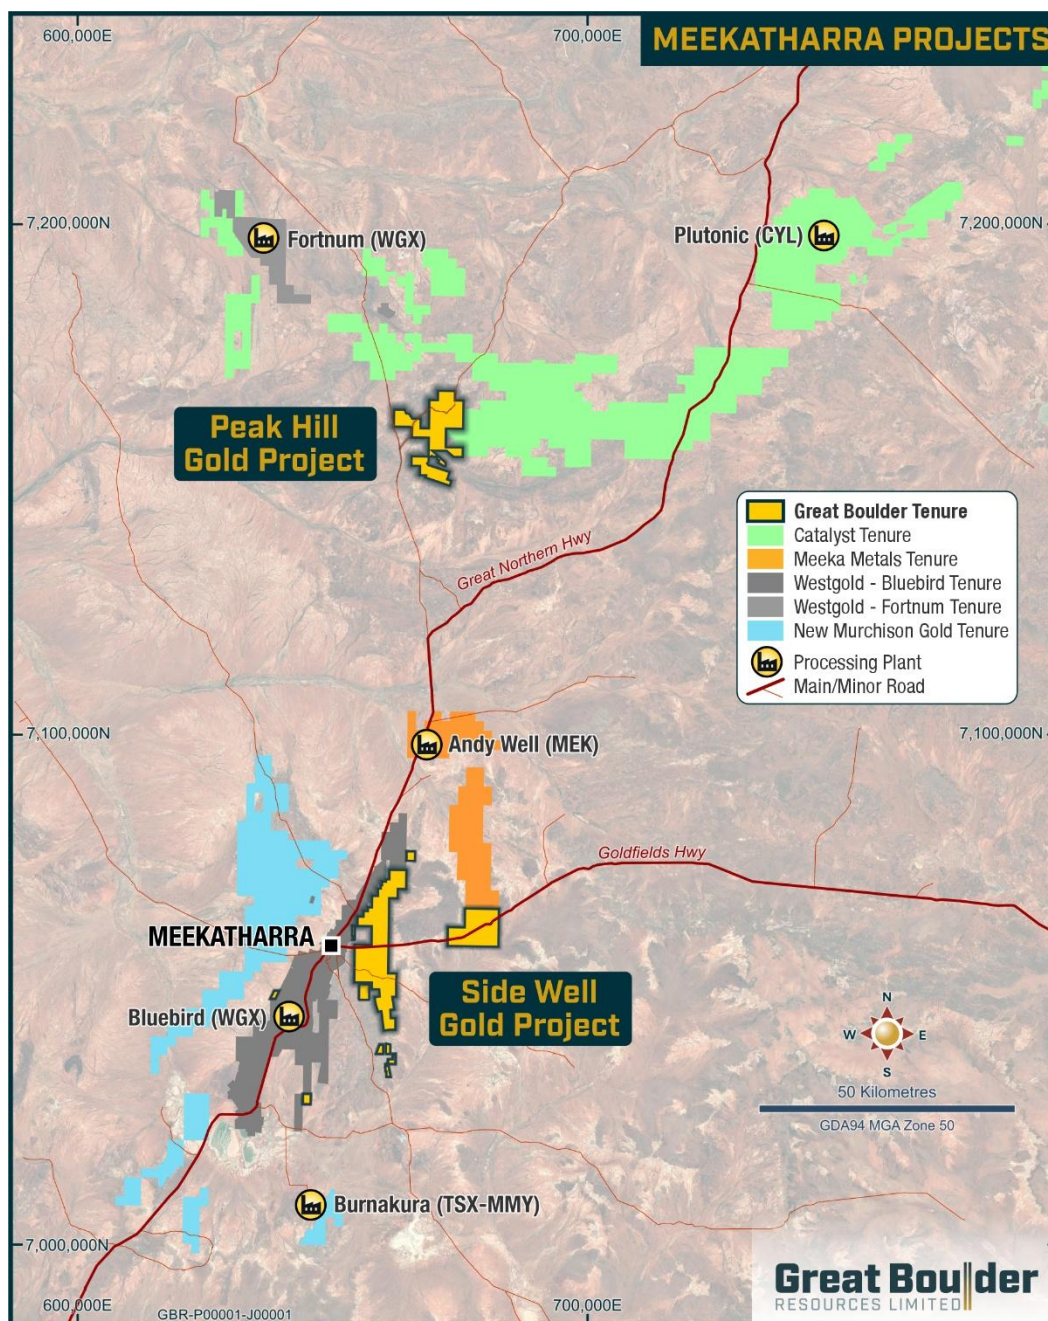 600,000E
700,000E
MEEKATHARRA PROJECTS
7,200,000N
Fortnum (WGX)
Plutonic (CYL)
7,200,000N
Peak Hill
Gold Project
Great Northern Hwy
Great Boulder Tenure
Catalyst Tenure
Meeka Metals Tenure
Westgold - Bluebird Tenure
Westgold - Fortnum Tenure
New Murchison Gold Tenure
Processing Plant
Main/Minor Road
7,100,000N
Andy Well (MEK)
7,100,000N
Goldfields Hwy
MEEKATHARRA
Side Well
Gold Project
Bluebird (WGX)
N
W
E
S
50 Kilometres
GDA94 MGA Zone 50
Burnakura (TSX-MMY)
7,000,000N
600,000E
GBR-P00001-J00001
700,000E
Great Boulder
RESOURCES LIMITED